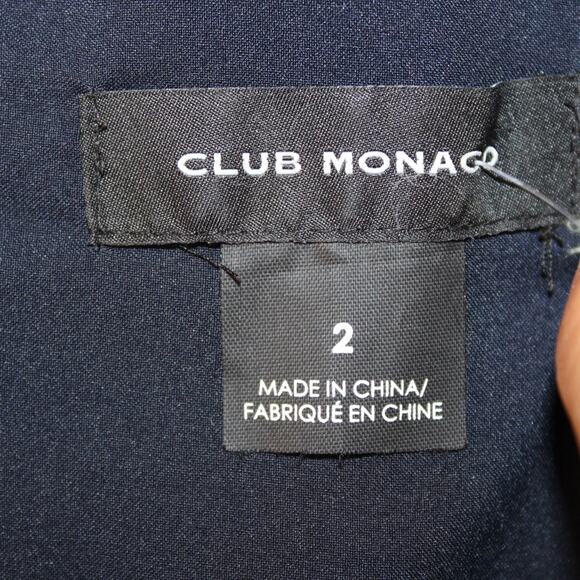 CLUB MONACO
2
MADE IN CHINA/
FABRIQUÉ EN CHINE